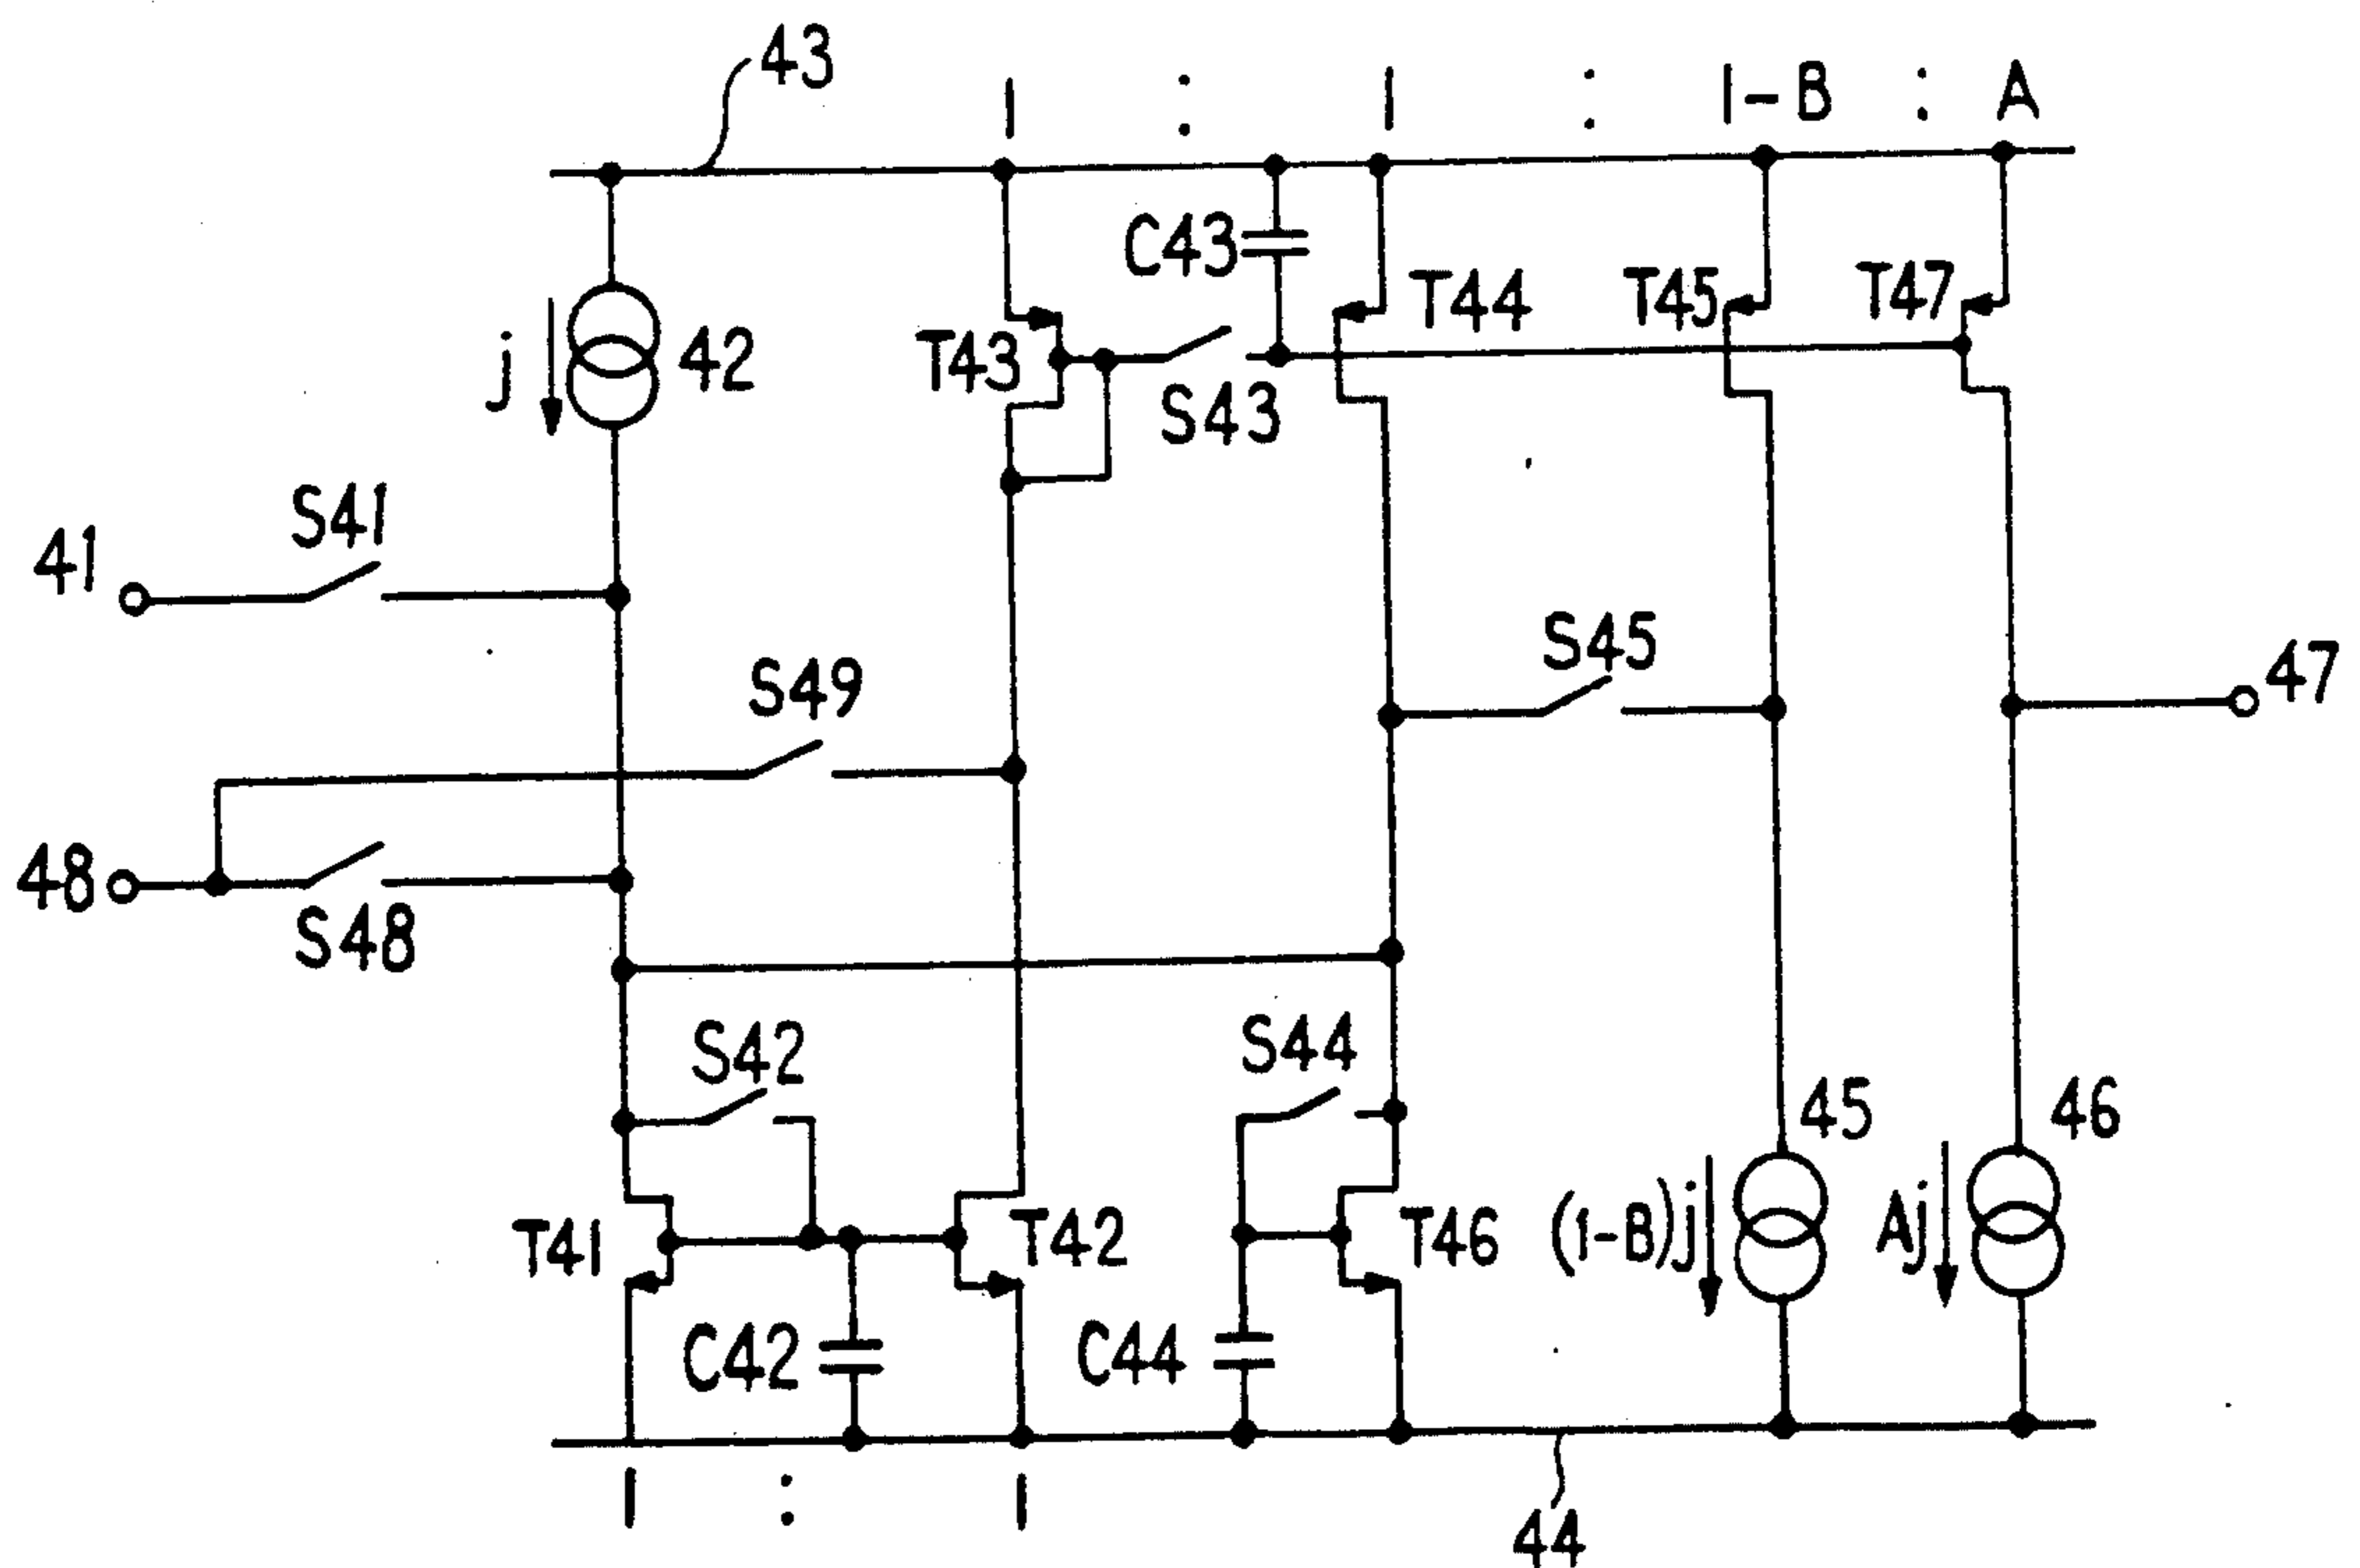 43
1 : 1 : 1-B : A
C43
T44
T45
T47
j
42
T43
S43
S41
41
S45
47
S49
48
S48
S42
S44
45
46
T41
T42
T46
(1-B)j
Aj
C42
C44
1 : 1
44